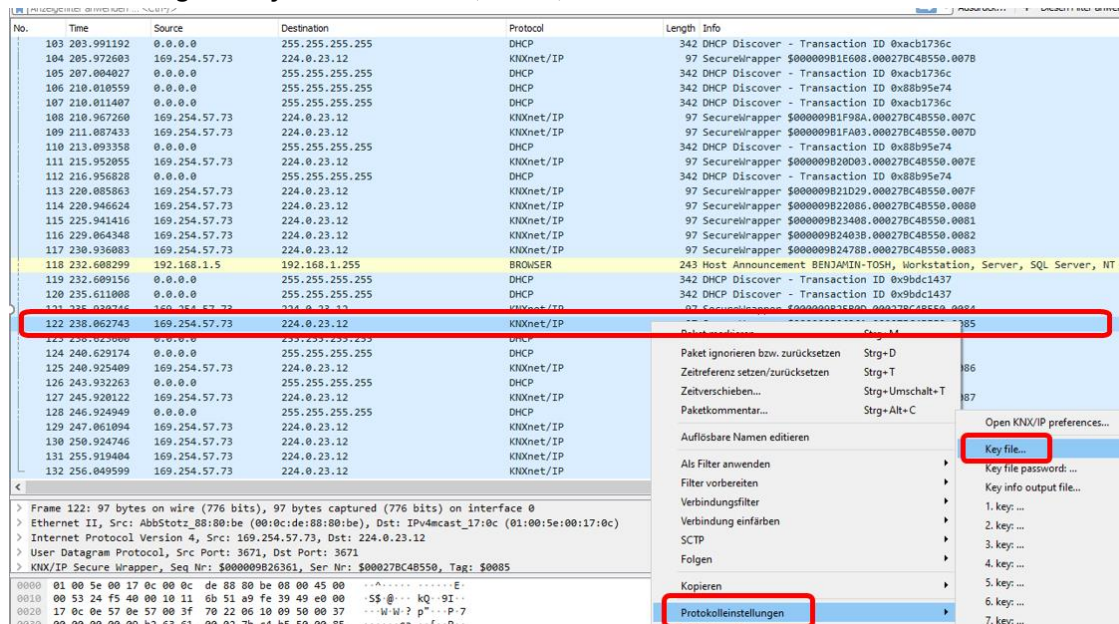 No. Time Source Destination Protocol Length Info
103 203.991192 0.0.0.0 255.255.255.255 DHCP 342 DHCP Discover - Transaction ID 0xacb1736c
104 205.972603 169.254.57.73 224.0.23.12 KNXnet/IP 97 SecureWrapper $000009B1E608.00027BC4B550.007B
105 207.004027 0.0.0.0 255.255.255.255 DHCP 342 DHCP Discover - Transaction ID 0xacb1736c
106 210.010559 0.0.0.0 255.255.255.255 DHCP 342 DHCP Discover - Transaction ID 0x88b95e74
107 210.011407 0.0.0.0 255.255.255.255 DHCP 342 DHCP Discover - Transaction ID 0xacb1736c
108 210.967260 169.254.57.73 224.0.23.12 KNXnet/IP 97 SecureWrapper $000009B1F98A.00027BC4B550.007C
109 211.087433 169.254.57.73 224.0.23.12 KNXnet/IP 97 SecureWrapper $000009B1FA03.00027BC4B550.007D
110 213.093358 0.0.0.0 255.255.255.255 DHCP 342 DHCP Discover - Transaction ID 0x88b95e74
111 215.952055 169.254.57.73 224.0.23.12 KNXnet/IP 97 SecureWrapper $000009B20D03.00027BC4B550.007E
112 216.956828 0.0.0.0 255.255.255.255 DHCP 342 DHCP Discover - Transaction ID 0x88b95e74
113 220.085863 169.254.57.73 224.0.23.12 KNXnet/IP 97 SecureWrapper $000009B21D29.00027BC4B550.007F
114 220.946624 169.254.57.73 224.0.23.12 KNXnet/IP 97 SecureWrapper $000009B22086.00027BC4B550.0080
115 225.941416 169.254.57.73 224.0.23.12 KNXnet/IP 97 SecureWrapper $000009B23408.00027BC4B550.0081
116 229.064348 169.254.57.73 224.0.23.12 KNXnet/IP 97 SecureWrapper $000009B2403B.00027BC4B550.0082
117 230.936083 169.254.57.73 224.0.23.12 KNXnet/IP 97 SecureWrapper $000009B2478B.00027BC4B550.0083
118 232.608299 192.168.1.5 192.168.1.255 BROWSER 243 Host Announcement BENJAMIN-TOSH, Workstation, Server, SQL Server, NT
119 232.609156 0.0.0.0 255.255.255.255 DHCP 342 DHCP Discover - Transaction ID 0x9bdc1437
120 235.611008 0.0.0.0 255.255.255.255 DHCP 342 DHCP Discover - Transaction ID 0x9bdc1437
122 238.062743 169.254.57.73 224.0.23.12 KNXnet/IP
124 240.629174 0.0.0.0 255.255.255.255 DHCP
125 240.925409 169.254.57.73 224.0.23.12 KNXnet/IP
126 243.932263 0.0.0.0 255.255.255.255 DHCP
127 245.920122 169.254.57.73 224.0.23.12 KNXnet/IP
128 246.924949 0.0.0.0 255.255.255.255 DHCP
129 247.061094 169.254.57.73 224.0.23.12 KNXnet/IP
130 250.924746 169.254.57.73 224.0.23.12 KNXnet/IP
131 255.919404 169.254.57.73 224.0.23.12 KNXnet/IP
132 256.049599 169.254.57.73 224.0.23.12 KNXnet/IP
Paket ignorieren bzw. zurücksetzen Strg+D
Zeitreferenz setzen/zurücksetzen Strg+T
Zeitverschieben... Strg+Umschalt+T
Paketkommentar... Strg+Alt+C
Auflösbare Namen editieren
Als Filter anwenden
Filter vorbereiten
Verbindungsfilter
Verbindung einfärben
SCTP
Folgen
Kopieren
Protokolleinstellungen
Open KNX/IP preferences...
Key file...
Key file password: ...
Key info output file...
1. key: ...
2. key: ...
3. key: ...
4. key: ...
5. key: ...
6. key: ...
7. key: ...
> Frame 122: 97 bytes on wire (776 bits), 97 bytes captured (776 bits) on interface 0
> Ethernet II, Src: AbbStotz_88:80:be (00:0c:de:88:80:be), Dst: IPv4mcast_17:0c (01:00:5e:00:17:0c)
> Internet Protocol Version 4, Src: 169.254.57.73, Dst: 224.0.23.12
> User Datagram Protocol, Src Port: 3671, Dst Port: 3671
> KNX/IP Secure Wrapper, Seq Nr: $000009B26361, Ser Nr: $00027BC4B550, Tag: $0085
0000 01 00 5e 00 17 0c 00 0c de 88 80 be 08 00 45 00
0010 00 53 24 f5 40 00 10 11 6b 51 a9 fe 39 49 e0 00
0020 17 0c 0e 57 0e 57 00 3f 70 22 06 10 09 50 00 37